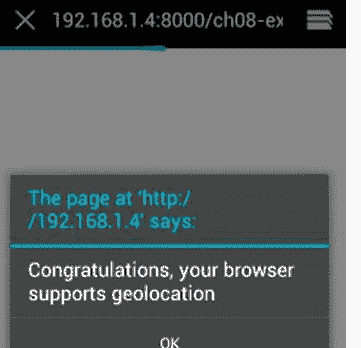 192.168.1.4:8000/ch08-ex
The page at 'http:/
/192.168.1.4' says:
Congratulations, your browser
supports geolocation
OK